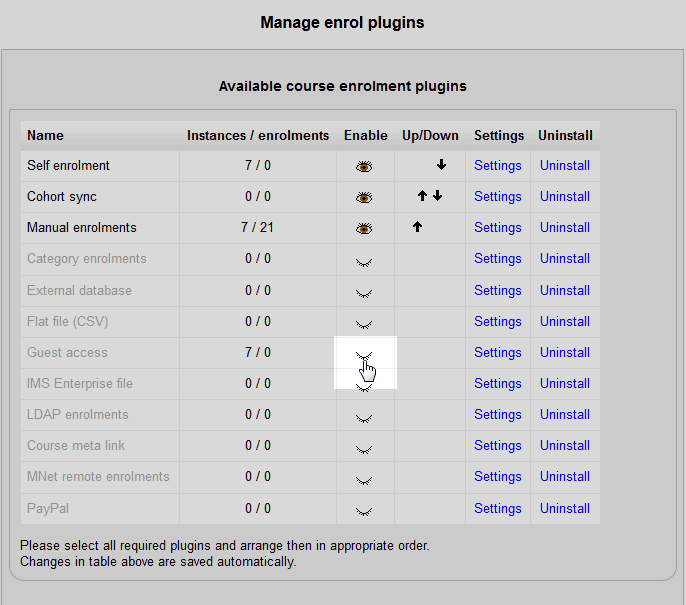 Manage enrol plugins
Available course enrolment plugins
Name Instances / enrolments Enable Up/Down Settings Uninstall
Self enrolment 7 / 0 Settings Uninstall
Cohort sync 0 / 0 Settings Uninstall
Manual enrolments 7 / 21 Settings Uninstall
Category enrolments 0 / 0 Settings Uninstall
External database 0 / 0 Settings Uninstall
Flat file (CSV) 0 / 0 Settings Uninstall
Guest access 7 / 0 Settings Uninstall
IMS Enterprise file 0 / 0 Settings Uninstall
LDAP enrolments 0 / 0 Settings Uninstall
Course meta link 0 / 0 Settings Uninstall
MNet remote enrolments 0 / 0 Settings Uninstall
PayPal 0 / 0 Settings Uninstall
Please select all required plugins and arrange then in appropriate order.
Changes in table above are saved automatically.